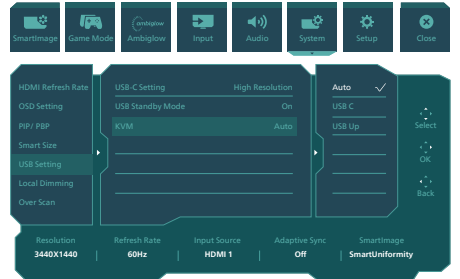 SmartImage
Game Mode
ambiglow
Ambiglow
Input
Audio
System
Setup
Close
HDMI Refresh Rate
OSD Setting
PIP/ PBP
Smart Size
USB Setting
Local Dimming
Over Scan
USB-C Setting High Resolution
USB Standby Mode On
KVM Auto
Auto
USB C
USB Up
Select
OK
Back
Resolution Refresh Rate Input Source Adaptive Sync SmartImage
3440X1440 60Hz HDMI 1 Off SmartUniformity